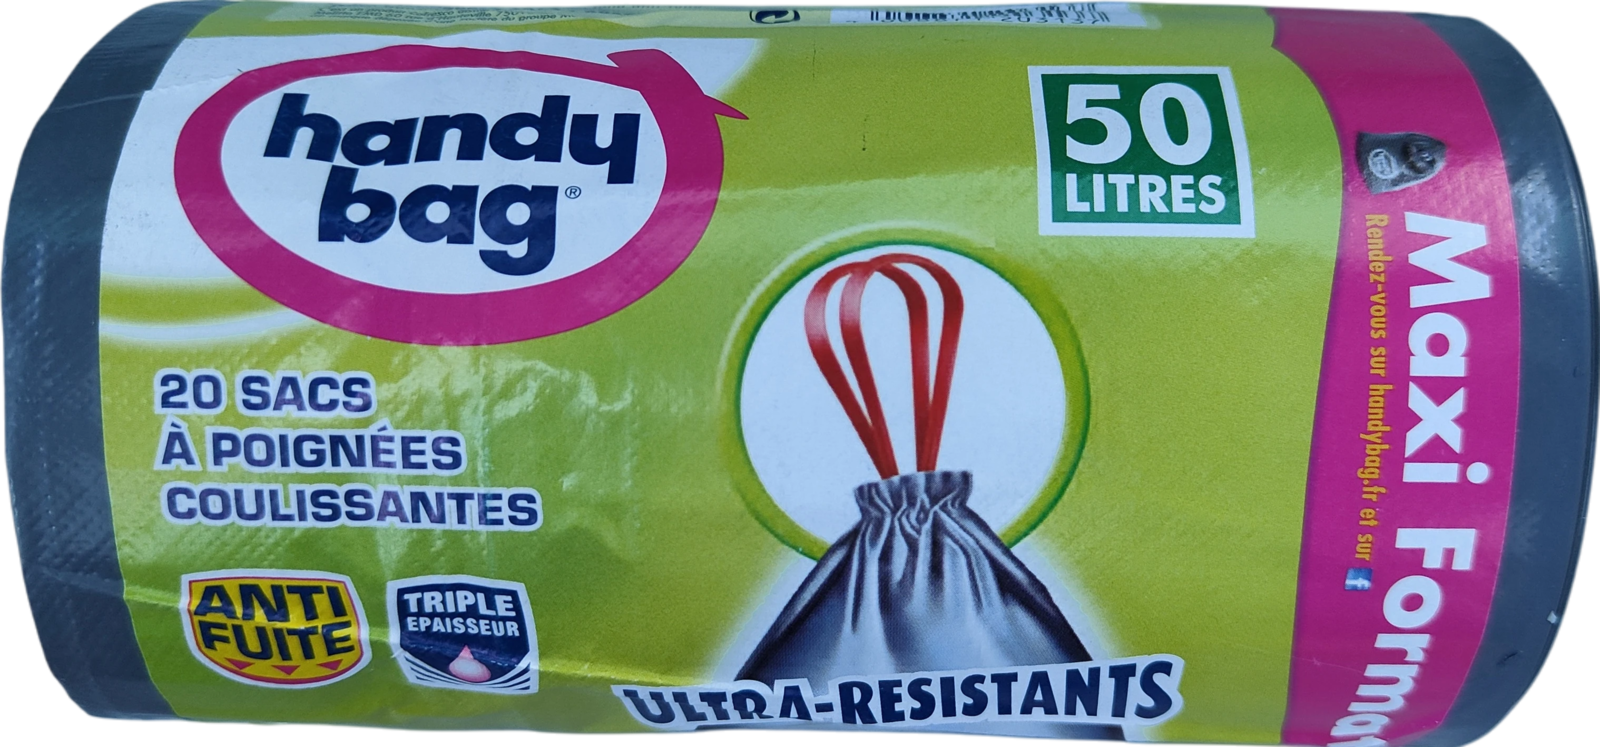 handy
bag®
50
LITRES
20 SACS
À POIGNÉES
COULISSANTES
ANTI
FUITE
TRIPLE
EPAISSEUR
ULTRA-RESISTANTS
Maxi Format
Rendez-vous sur handybag.fr et sur f